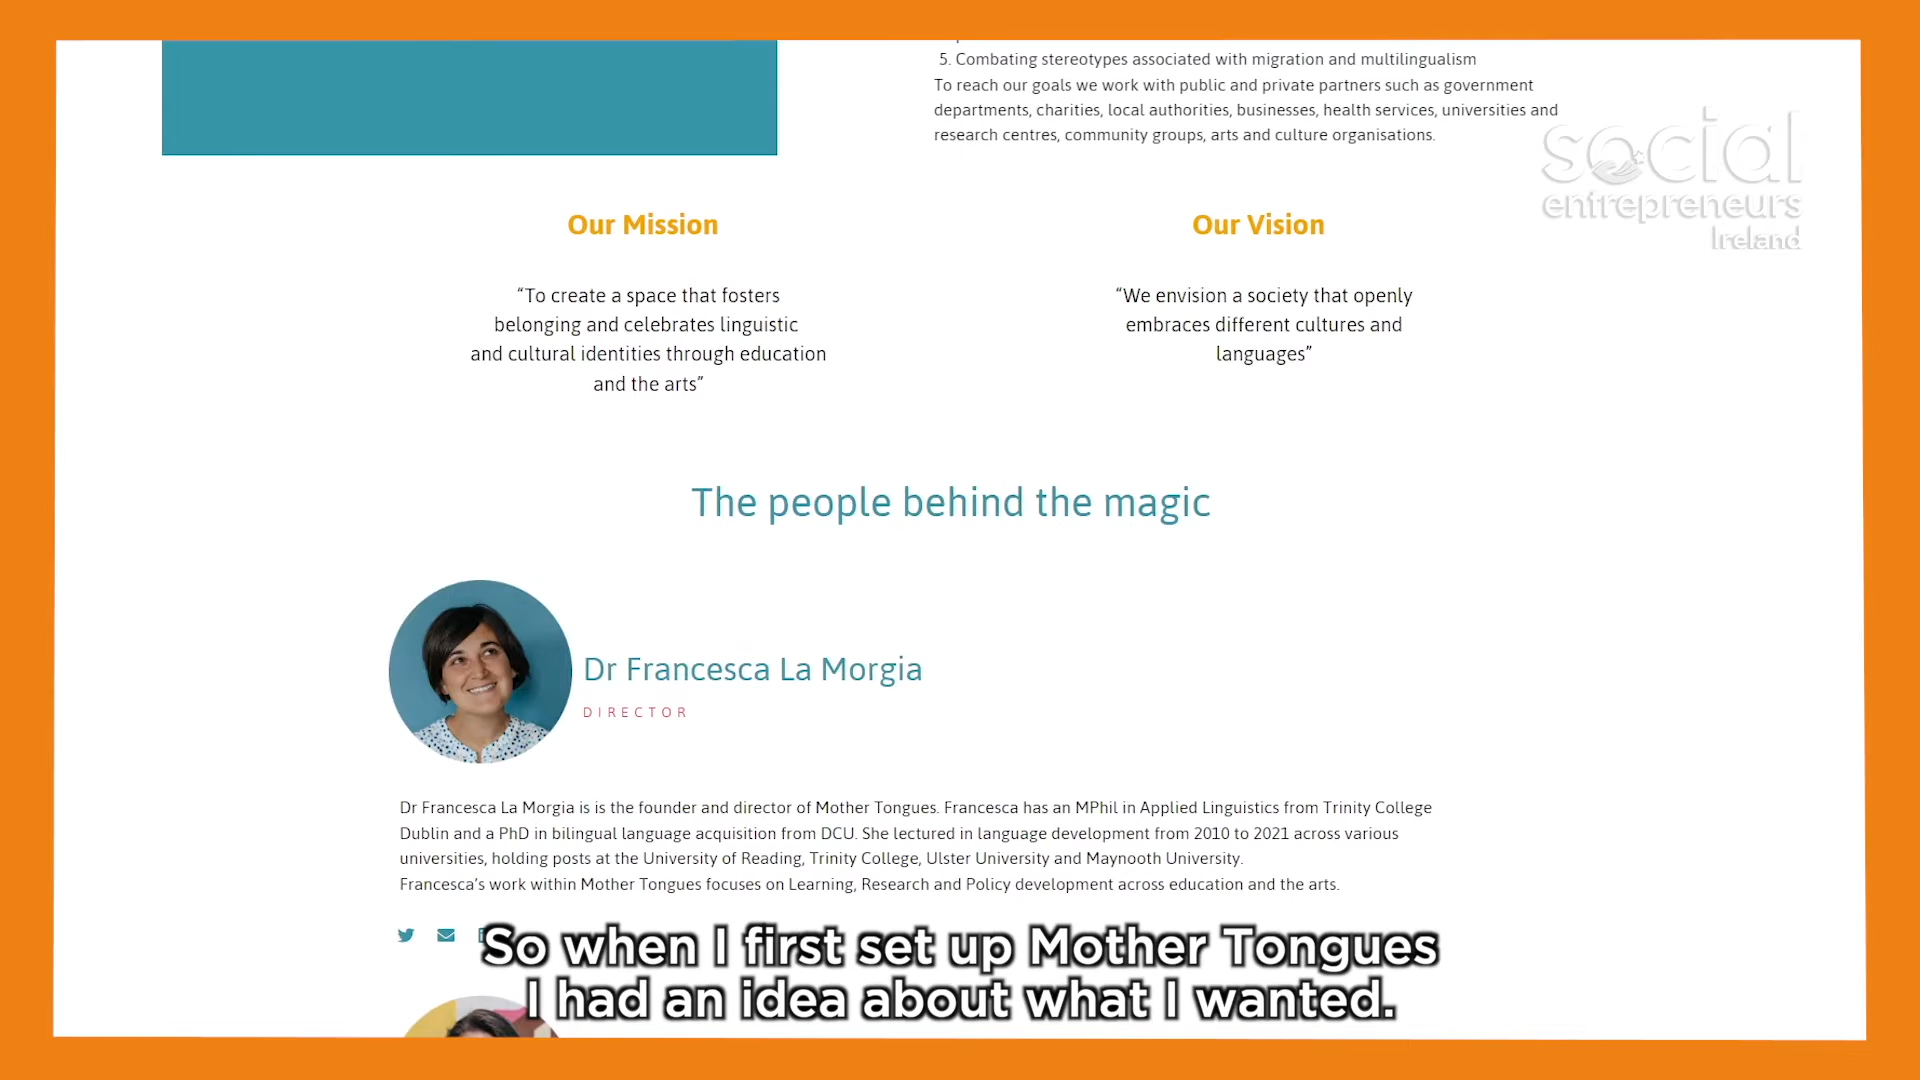 5. Combating stereotypes associated with migration and multilingualism
To reach our goals we work with public and private partners such as government
departments, charities, local authorities, businesses, health services, universities and
research centres, community groups, arts and culture organisations.
social
entrepreneurs
Ireland
Our Mission
“To create a space that fosters
belonging and celebrates linguistic
and cultural identities through education
and the arts”
Our Vision
“We envision a society that openly
embraces different cultures and
languages”
The people behind the magic
Dr Francesca La Morgia
DIRECTOR
Dr Francesca La Morgia is is the founder and director of Mother Tongues. Francesca has an MPhil in Applied Linguistics from Trinity College
Dublin and a PhD in bilingual language acquisition from DCU. She lectured in language development from 2010 to 2021 across various
universities, holding posts at the University of Reading, Trinity College, Ulster University and Maynooth University.
Francesca’s work within Mother Tongues focuses on Learning, Research and Policy development across education and the arts.
So when I first set up Mother Tongues
I had an idea about what I wanted.